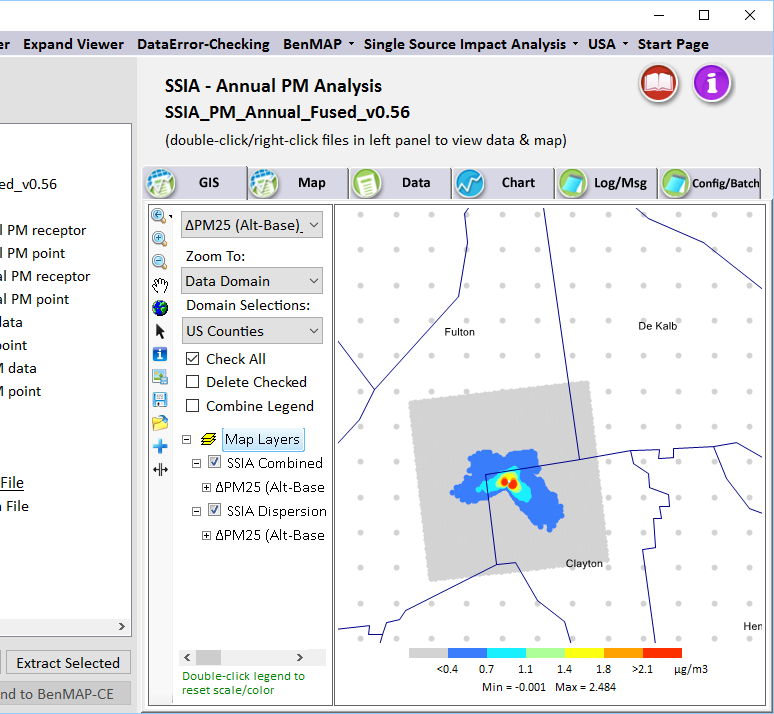 er Expand Viewer DataError-Checking BenMAP Single Source Impact Analysis USA Start Page
SSIA - Annual PM Analysis
SSIA_PM_Annual_Fused_v0.56
(double-click/right-click files in left panel to view data & map)
GIS Map Data Chart Log/Msg Config/Batch
ed_v0.56
l PM receptor
l PM point
al PM receptor
al PM point
data
point
M data
M point
File
n File
Extract Selected
nd to BenMAP-CE
ΔPM25 (Alt-Base)_
Zoom To:
Data Domain
Domain Selections:
US Counties
Check All
Delete Checked
Combine Legend
Map Layers
SSIA Combined
ΔPM25 (Alt-Base
SSIA Dispersion
ΔPM25 (Alt-Base
Double-click legend to
reset scale/color
Fulton
De Kalb
Clayton
Hen
<0.4 0.7 1.1 1.4 1.8 >2.1 μg/m3
Min = -0.001 Max = 2.484